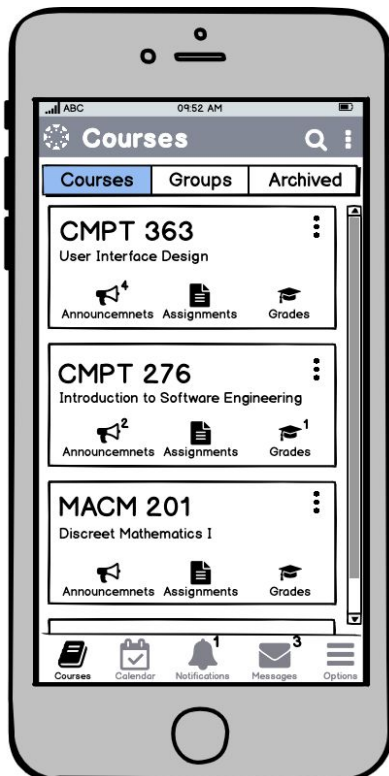 ABC 09:52 AM
Courses
Courses Groups Archived
CMPT 363
User Interface Design
4
Announcemnets Assignments Grades
CMPT 276
Introduction to Software Engineering
2 1
Announcemnets Assignments Grades
MACM 201
Discreet Mathematics I
Announcemnets Assignments Grades
1 3
Courses Calendar Notifications Messages Options